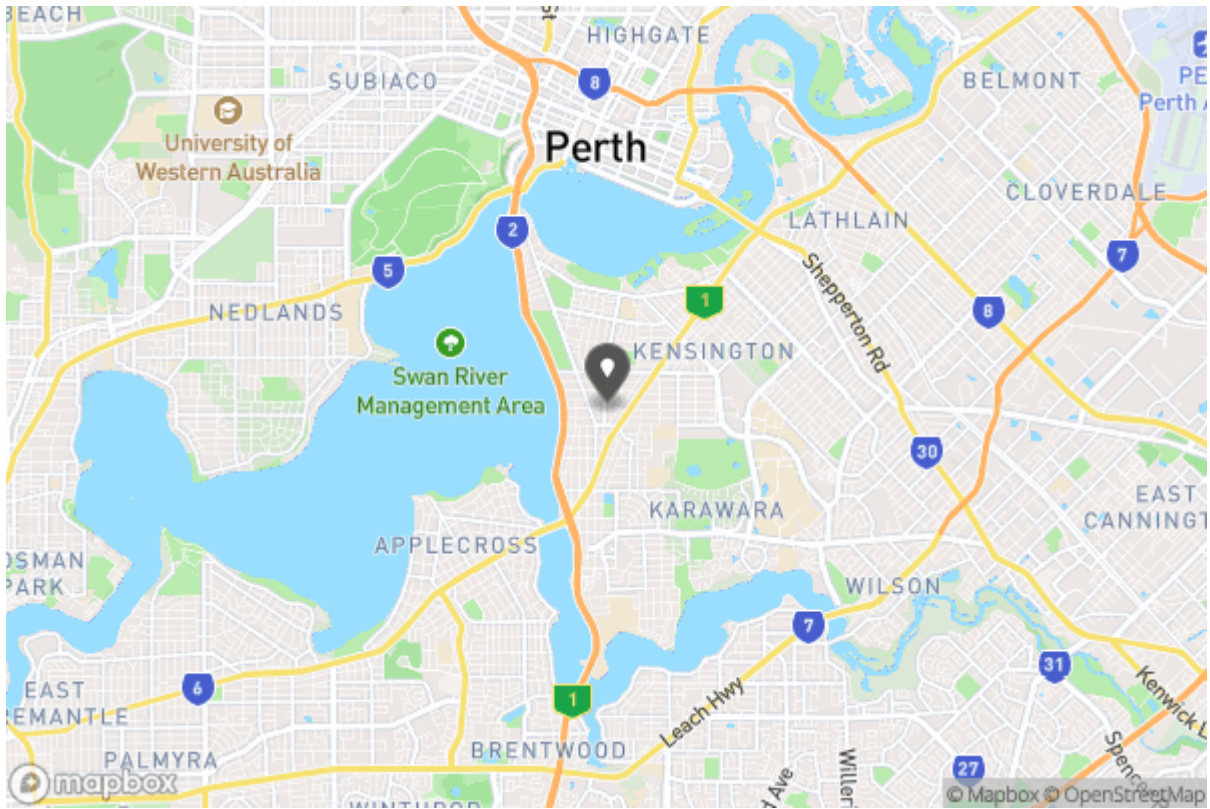 BEACH
HIGHGATE
SUBIACO
8
BELMONT
PE
Perth A
University of
Western Australia
Perth
CLOVERDALE
LATHLAIN
2
7
5
Shepperton Rd
NEDLANDS
1
8
KENSINGTON
Swan River
Management Area
30
KARAWARA
EAST
CANNINGT
APPLECROSS
OSMAN
PARK
WILSON
7
31
6
EAST
REMANTLE
1
Leach Hwy
Kenwick L
BRENTWOOD
PALMYRA
27
mapbox
© Mapbox © OpenStreetMap